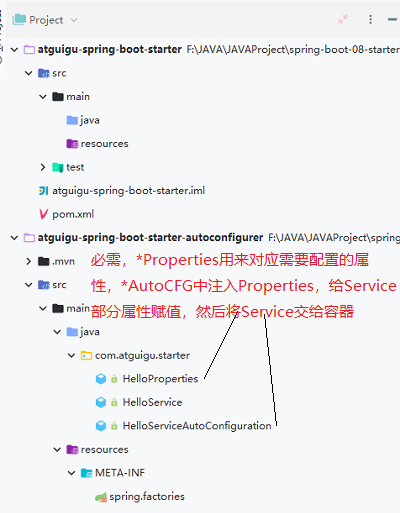 Project
atguigu-spring-boot-starter F:\JAVA\JAVAProject\spring-boot-08-starter
src
main
java
resources
test
atguigu-spring-boot-starter.iml
pom.xml
atguigu-spring-boot-starter-autoconfigurer F:\JAVA\JAVAProject\spring
.mvn
必需，*Properties用来对应需要配置的属
src
性，*AutoCFG中注入Properties，给Service
main
部分属性赋值，然后将Service交给容器
java
com.atguigu.starter
HelloProperties
HelloService
HelloServiceAutoConfiguration
resources
META-INF
spring.factories